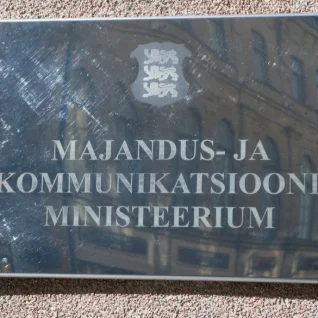 MAJANDUS- JA
KOMMUNIKATSIOONI
MINISTEERIUM